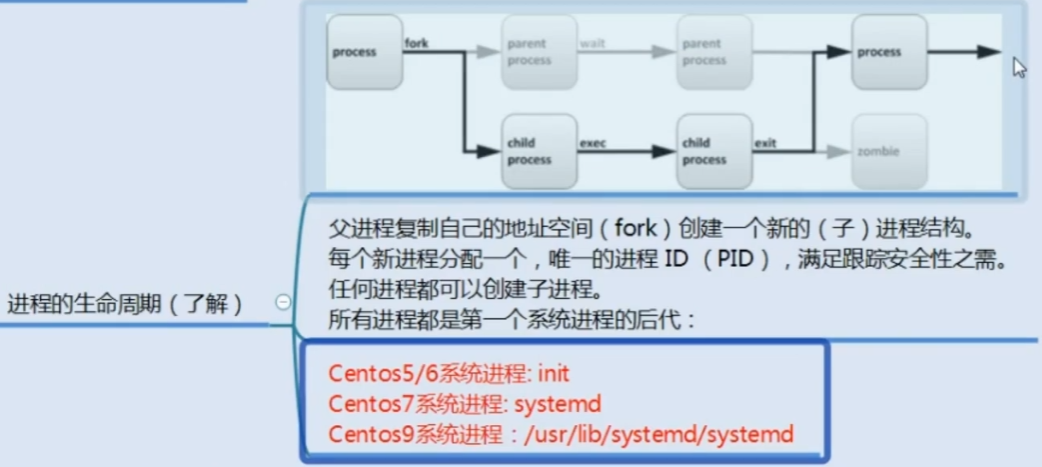 process
fork
parent
process
wait
parent
process
process
child
process
exec
child
process
exit
zombie
父进程复制自己的地址空间（fork）创建一个新的（子）进程结构。
每个新进程分配一个，唯一的进程 ID （PID），满足跟踪安全性之需。
任何进程都可以创建子进程。
所有进程都是第一个系统进程的后代：
进程的生命周期（了解）
Centos5/6系统进程: init
Centos7系统进程: systemd
Centos9系统进程：/usr/lib/systemd/systemd